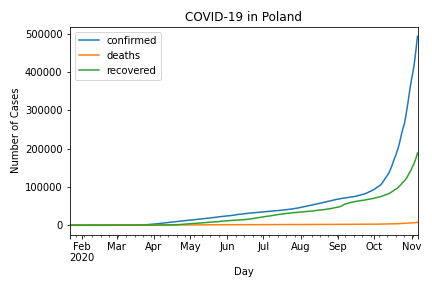 COVID-19 in Poland
confirmed
deaths
recovered
Number of Cases
500000
400000
300000
200000
100000
0
Feb Mar Apr May Jun Jul Aug Sep Oct Nov
2020
Day